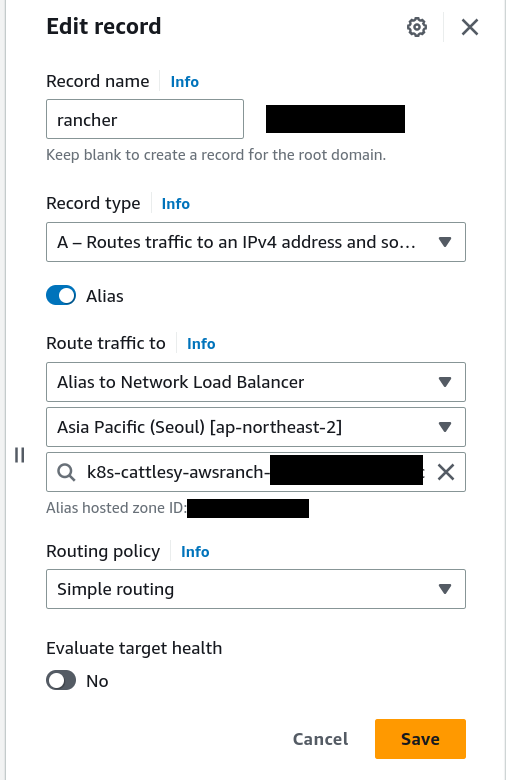 Edit record
Record name Info
rancher
Keep blank to create a record for the root domain.
Record type Info
A – Routes traffic to an IPv4 address and so…
Alias
Route traffic to Info
Alias to Network Load Balancer
Asia Pacific (Seoul) [ap-northeast-2]
k8s-cattlesy-awsranch-
Alias hosted zone ID:
Routing policy Info
Simple routing
Evaluate target health
No
Cancel Save